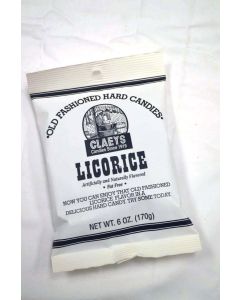 "OLD FASHIONED HARD CANDIES"
CLAEYS
Candies Since 1919
LICORICE
Artificially and Naturally Flavored
• Fat Free •
NOW YOU CAN ENJOY THAT OLD FASHIONED
LICORICE FLAVOR IN A
DELICIOUS HARD CANDY. TRY SOME TODAY.
NET WT. 6 OZ. (170g)